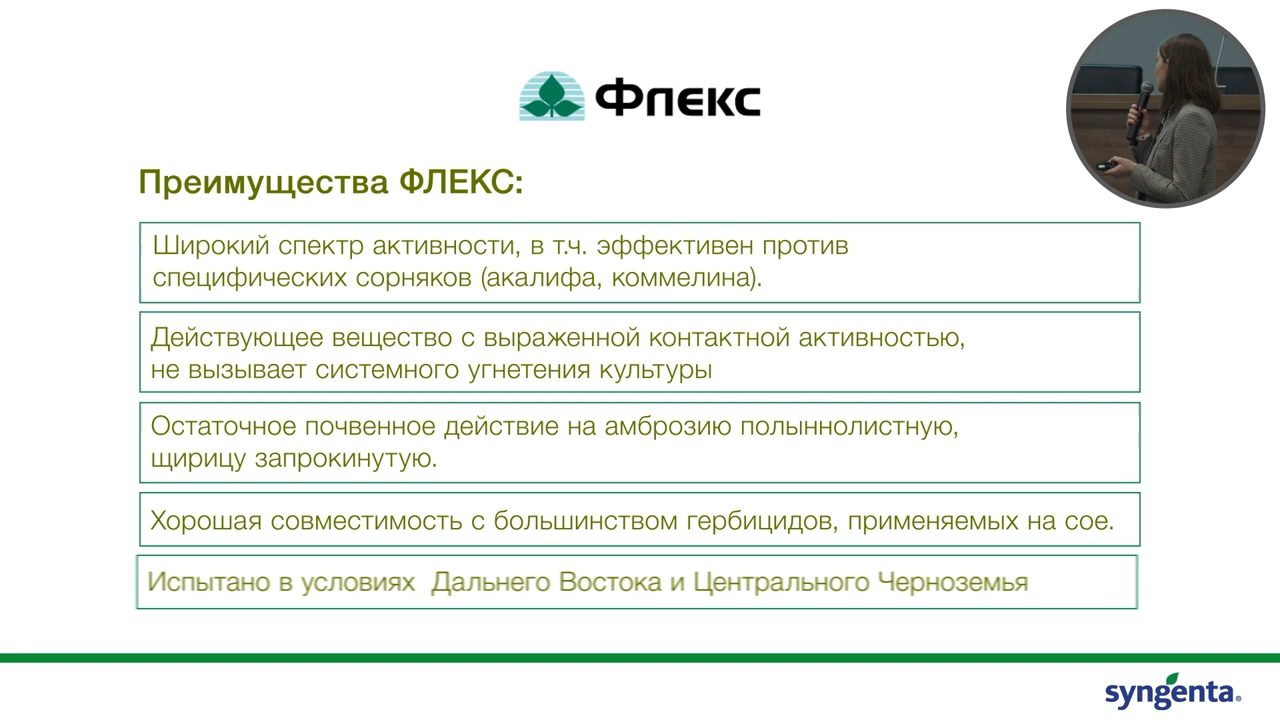 Флекс
Преимущества ФЛЕКС:
Широкий спектр активности, в т.ч. эффективен против
специфических сорняков (акалифа, коммелина).
Действующее вещество с выраженной контактной активностью,
не вызывает системного угнетения культуры
Остаточное почвенное действие на амброзию полыннолистную,
щирицу запрокинутую.
Хорошая совместимость с большинством гербицидов, применяемых на сое.
Испытано в условиях Дальнего Востока и Центрального Черноземья
syngenta®